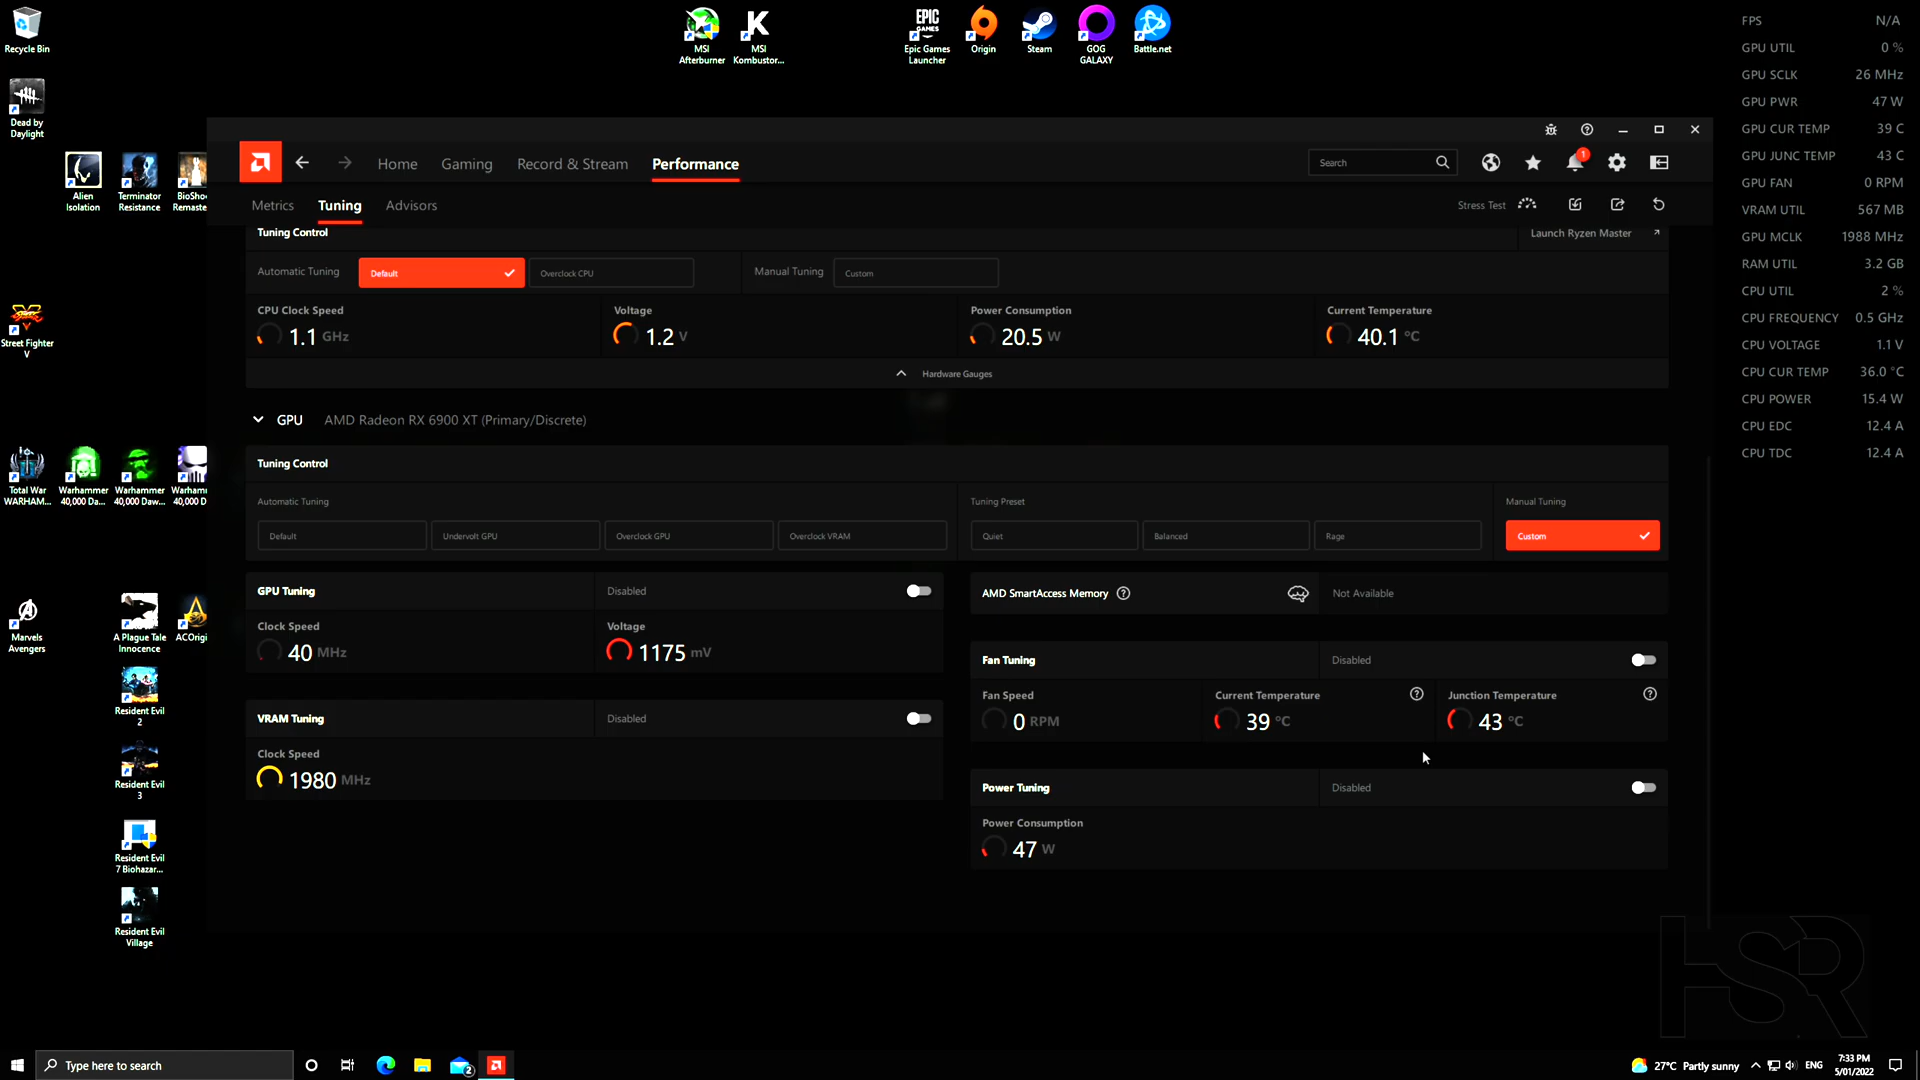 Recycle Bin
MSI Afterburner
MSI Kombustor...
Epic Games Launcher
Origin
Steam
GOG GALAXY
Battle.net
FPS N/A
GPU UTIL 0 %
GPU SCLK 26 MHz
GPU PWR 47 W
GPU CUR TEMP 39 C
GPU JUNC TEMP 43 C
GPU FAN 0 RPM
VRAM UTIL 567 MB
GPU MCLK 1988 MHz
RAM UTIL 3.2 GB
CPU UTIL 2 %
CPU FREQUENCY 0.5 GHz
CPU VOLTAGE 1.1 V
CPU CUR TEMP 36.0 °C
CPU POWER 15.4 W
CPU EDC 12.4 A
CPU TDC 12.4 A
Dead by Daylight
Alien Isolation
Terminator Resistance
BioSho
Remaste
Street Fighter V
Total War WARHAM...
Warhammer 40,000 Da...
Warhammer 40,000 Daw...
Warham
40,000 D
Marvels Avengers
A Plague Tale Innocence
ACOrigi
Resident Evil 2
Resident Evil 3
Resident Evil 7 Biohazar...
Resident Evil Village
Home Gaming Record & Stream Performance
Search
1
Metrics Tuning Advisors
Stress Test
Tuning Control
Launch Ryzen Master
Automatic Tuning Default Overclock CPU Manual Tuning Custom
CPU Clock Speed Voltage Power Consumption Current Temperature
1.1 GHz 1.2 V 20.5 W 40.1 °C
Hardware Gauges
GPU AMD Radeon RX 6900 XT (Primary/Discrete)
Tuning Control
Automatic Tuning Tuning Preset Manual Tuning
Default Undervolt GPU Overclock GPU Overclock VRAM Quiet Balanced Rage Custom
GPU Tuning Disabled
Clock Speed Voltage
40 MHz 1175 mV
VRAM Tuning Disabled
Clock Speed
1980 MHz
AMD SmartAccess Memory Not Available
Fan Tuning Disabled
Fan Speed Current Temperature Junction Temperature
0 RPM 39 °C 43 °C
Power Tuning Disabled
Power Consumption
47 W
HSR
Type here to search
2
27°C Partly sunny
ENG
7:33 PM
5/01/2022